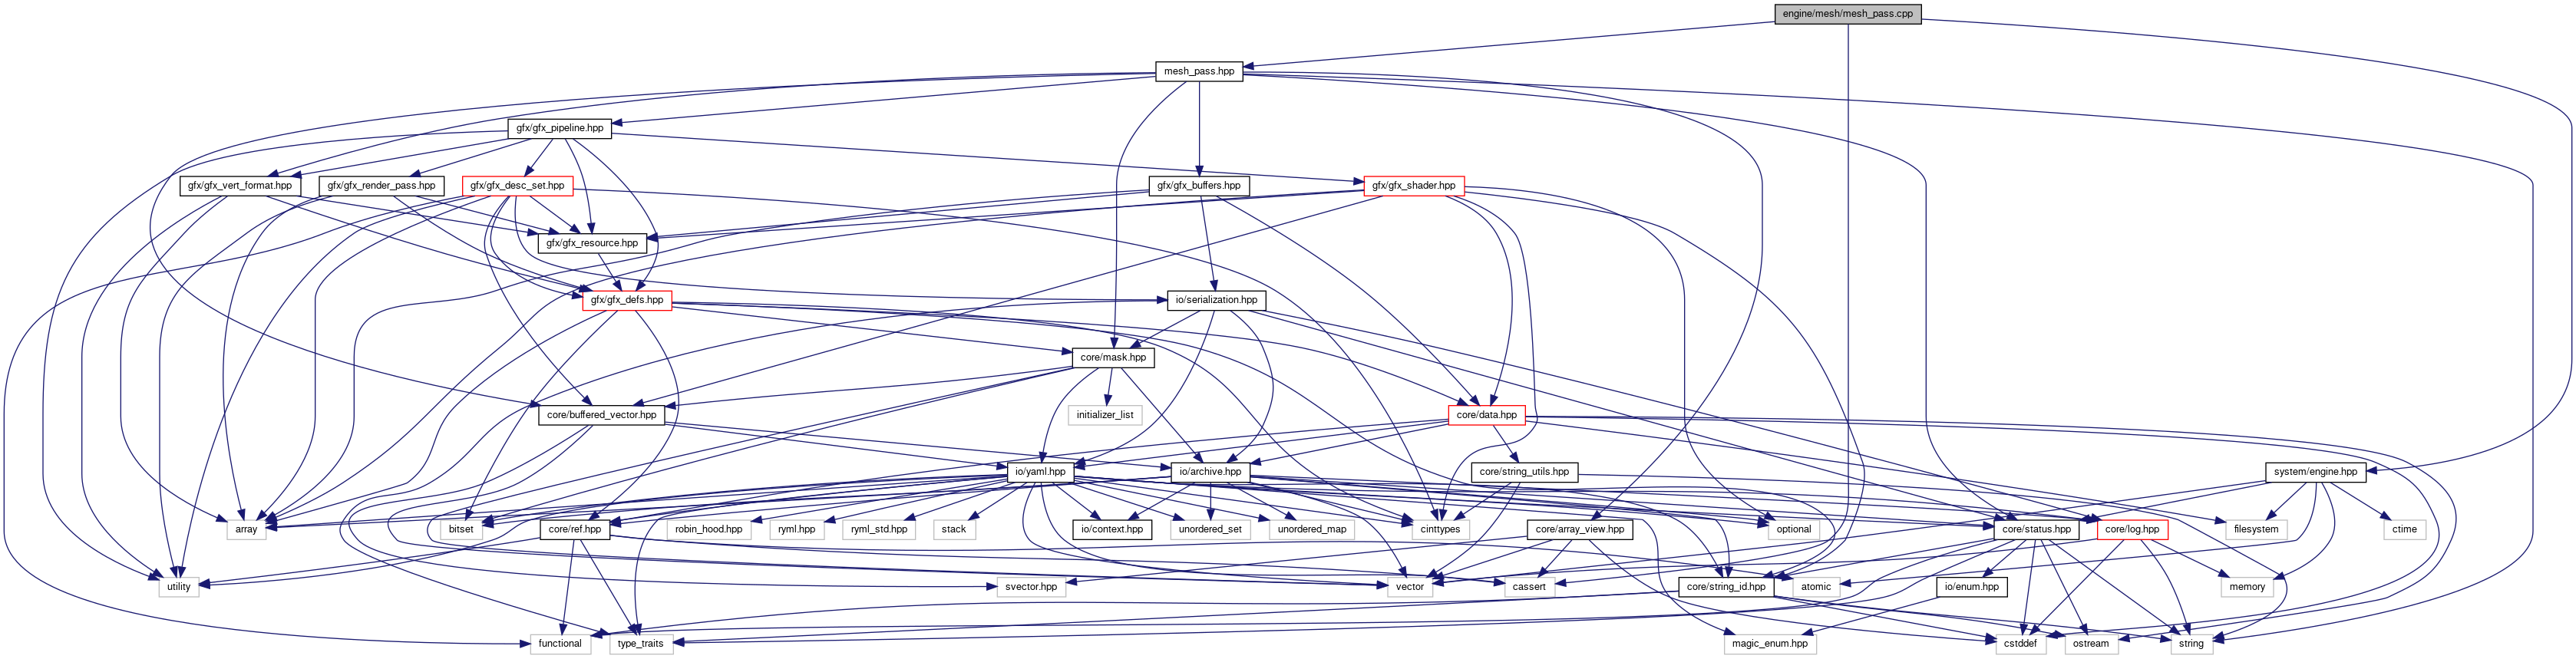 engine/mesh/mesh_pass.cpp
mesh_pass.hpp
gfx/gfx_pipeline.hpp
gfx/gfx_vert_format.hpp
gfx/gfx_render_pass.hpp
gfx/gfx_desc_set.hpp
gfx/gfx_buffers.hpp
gfx/gfx_shader.hpp
gfx/gfx_resource.hpp
gfx/gfx_defs.hpp
io/serialization.hpp
core/mask.hpp
core/buffered_vector.hpp
initializer_list
core/data.hpp
io/yaml.hpp
io/archive.hpp
core/string_utils.hpp
system/engine.hpp
array
bitset
core/ref.hpp
robin_hood.hpp
ryml.hpp
ryml_std.hpp
stack
io/context.hpp
unordered_set
unordered_map
cinttypes
core/array_view.hpp
optional
core/status.hpp
core/log.hpp
filesystem
ctime
utility
svector.hpp
vector
cassert
core/string_id.hpp
atomic
io/enum.hpp
memory
functional
type_traits
magic_enum.hpp
cstddef
ostream
string